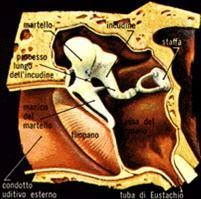 martello
incudine
staffa
processo
lungo
dell'incudine
manico
del
martello
timpano
condotto
uditivo esterno
tuba di Eustachio